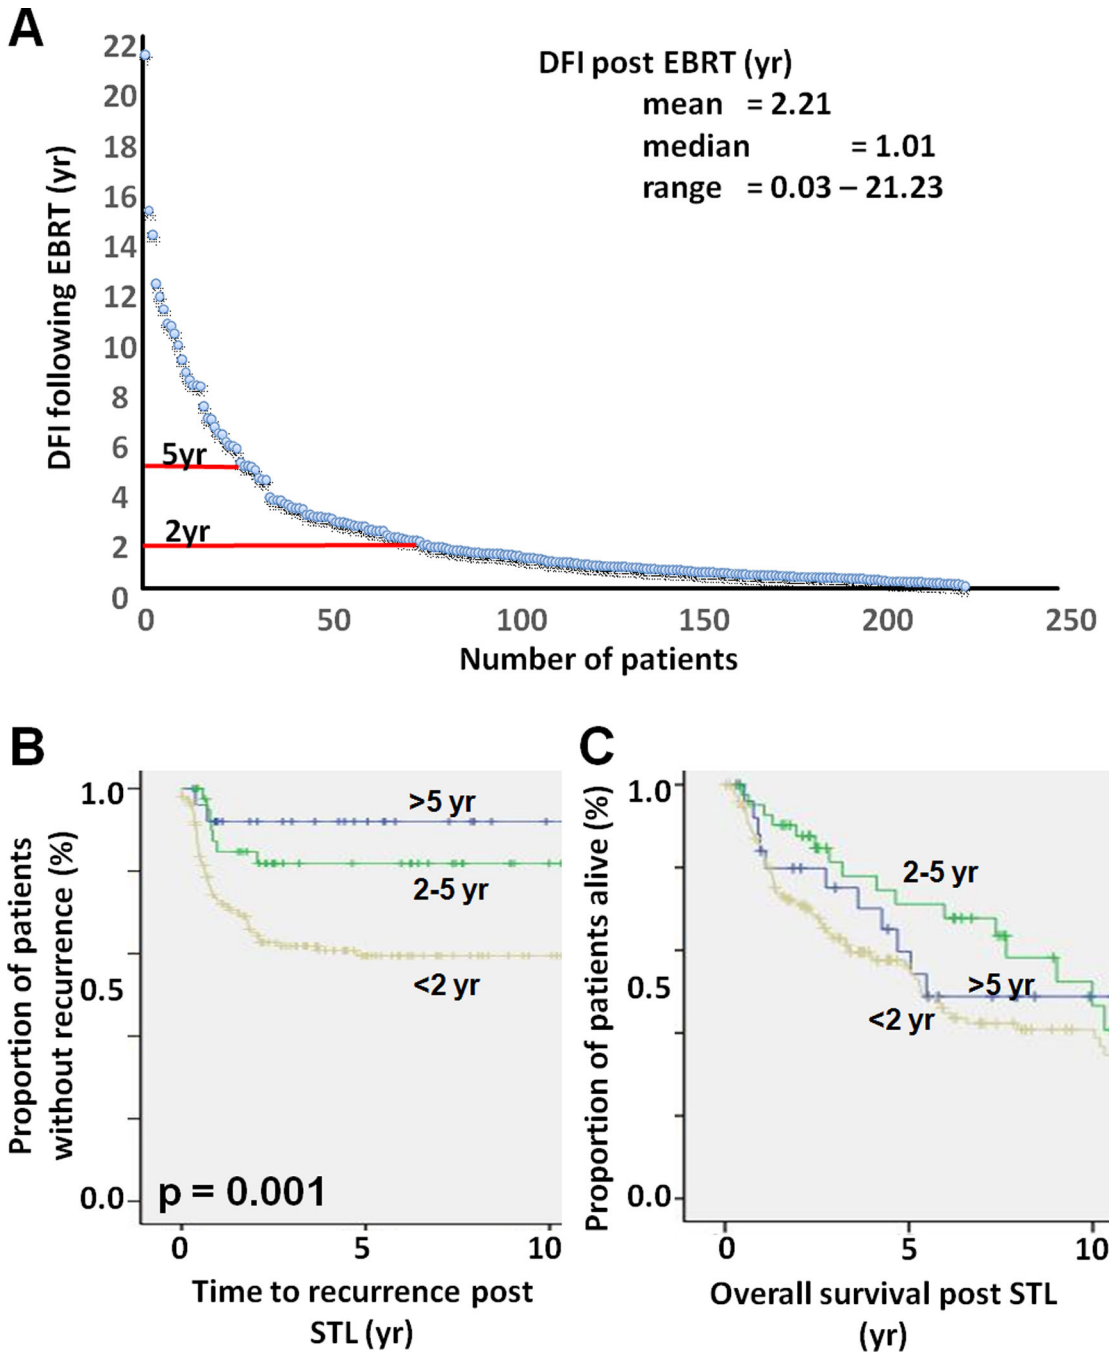 A
DFI post EBRT (yr)
mean = 2.21
median = 1.01
range = 0.03 – 21.23
DFI following EBRT (yr)
22
20
18
16
14
12
10
8
6
4
2
0
5yr
2yr
0 50 100 150 200 250
Number of patients
B
Proportion of patients
without recurrence (%)
1.0
0.5
0.0
>5 yr
2-5 yr
<2 yr
p = 0.001
0 5 10
Time to recurrence post
STL (yr)
C
Proportion of patients alive (%)
1.0
0.5
0.0
2-5 yr
>5 yr
<2 yr
0 5 10
Overall survival post STL
(yr)